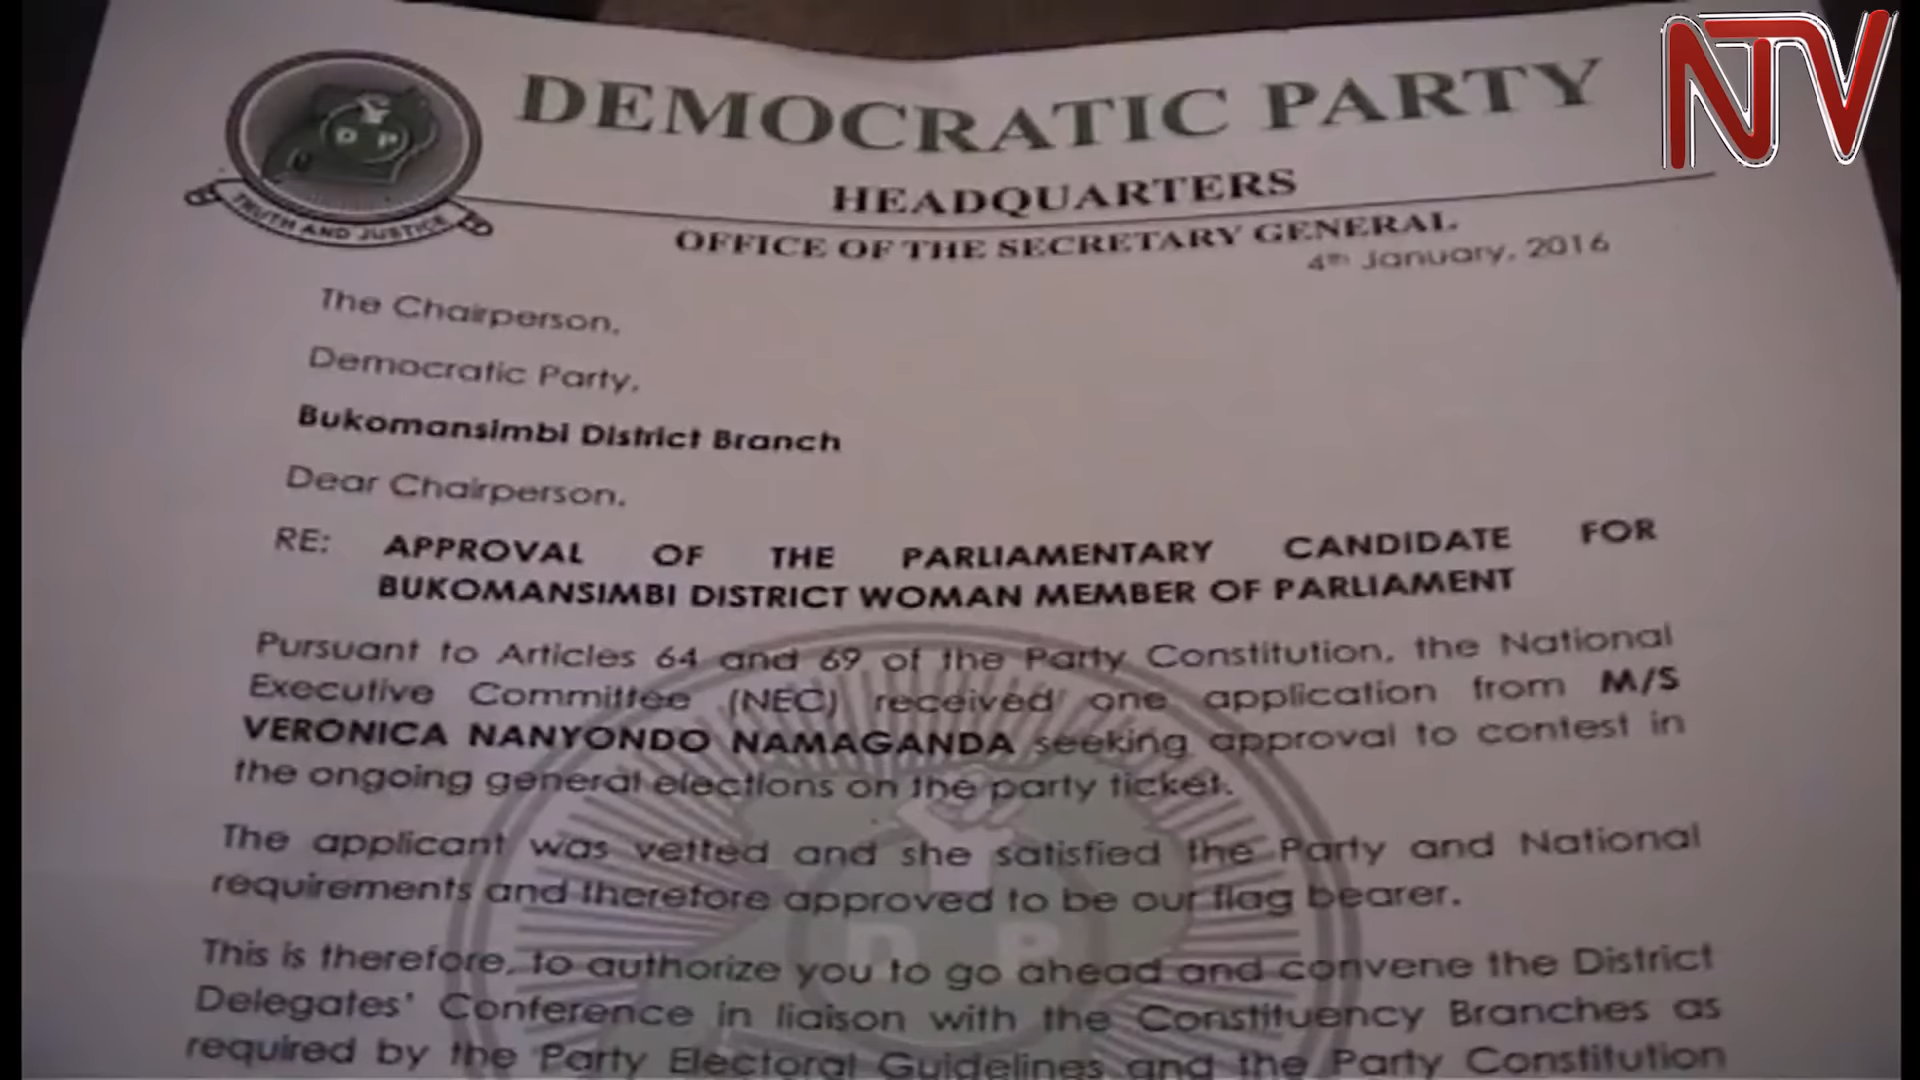 NTV
DEMOCRATIC PARTY
HEADQUARTERS
OFFICE OF THE SECRETARY GENERAL
4th January, 2016
DP
TRUTH AND JUSTICE
The Chairperson,
Democratic Party,
Bukomansimbi District Branch
Dear Chairperson,
RE: APPROVAL OF THE PARLIAMENTARY CANDIDATE FOR
BUKOMANSIMBI DISTRICT WOMAN MEMBER OF PARLIAMENT
Pursuant to Articles 64 and 69 of the Party Constitution, the National
Executive Committee (NEC) received one application from M/S
VERONICA NANYONDO NAMAGANDA seeking approval to contest in
the ongoing general elections on the party ticket.
The applicant was vetted and she satisfied the Party and National
requirements and therefore approved to be our flag bearer.
This is therefore, to authorize you to go ahead and convene the District
Delegates' Conference in liaison with the Constituency Branches as
required by the Party Electoral Guidelines and the Party Constitution
DP